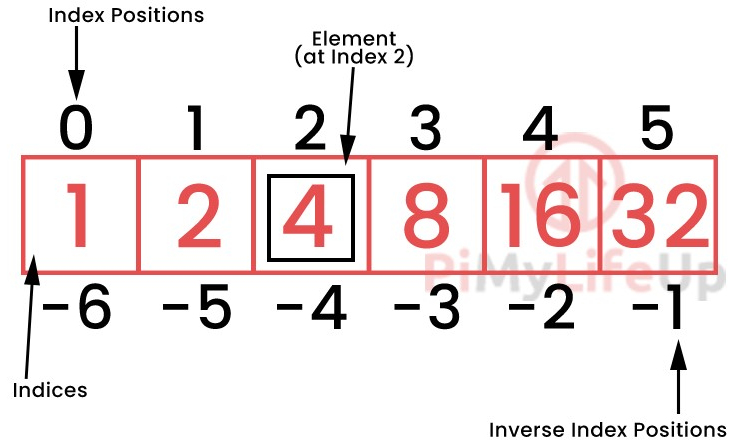 Index Positions
Element
(at Index 2)
0 1 2 3 4 5
1 2 4 8 16 32
PiMyLifeUp
-6 -5 -4 -3 -2 -1
Indices
Inverse Index Positions